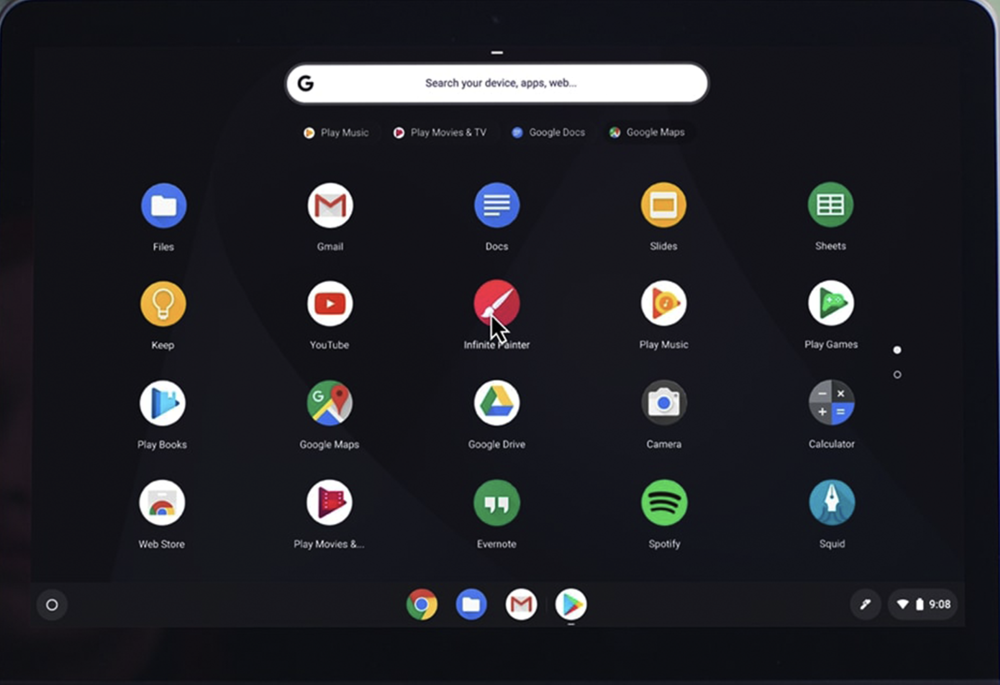 Search your device, apps, web...
Play Music Play Movies & TV Google Docs Google Maps
Files Gmail Docs Slides Sheets
Keep YouTube Infinite Painter Play Music Play Games
Play Books Google Maps Google Drive Camera Calculator
Web Store Play Movies &... Evernote Spotify Squid
9:08